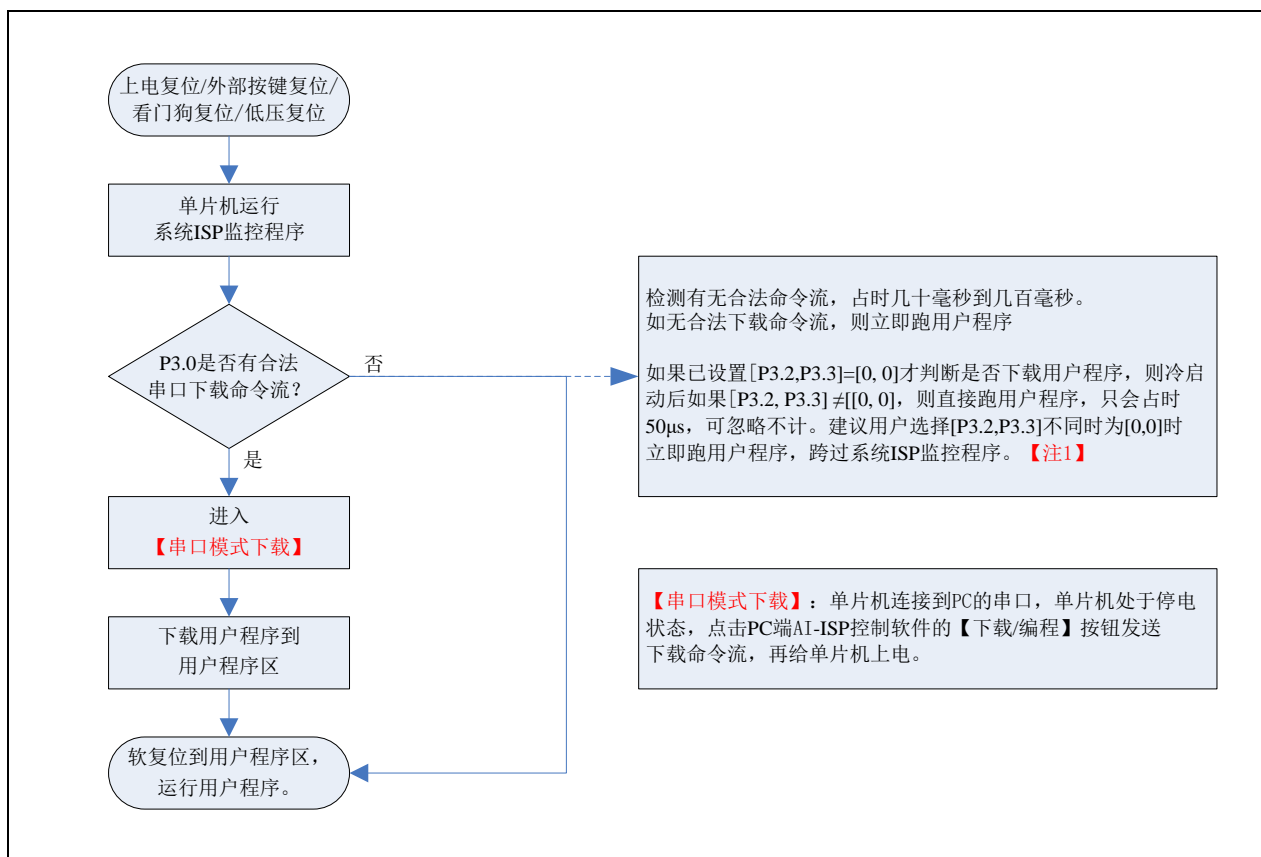 上电复位/外部按键复位/
看门狗复位/低压复位
单片机运行
系统ISP监控程序
P3.0是否有合法
串口下载命令流？
否
是
进入
【串口模式下载】
下载用户程序到
用户程序区
软复位到用户程序区，
运行用户程序。
检测有无合法命令流，占时几十毫秒到几百毫秒。
如无合法下载命令流，则立即跑用户程序
如果已设置[P3.2,P3.3]=[0, 0]才判断是否下载用户程序，则冷启
动后如果[P3.2, P3.3] ≠[[0, 0]，则直接跑用户程序，只会占时
50μs，可忽略不计。建议用户选择[P3.2,P3.3]不同时为[0,0]时
立即跑用户程序，跨过系统ISP监控程序。【注1】
【串口模式下载】：单片机连接到PC的串口，单片机处于停电
状态，点击PC端AI-ISP控制软件的【下载/编程】按钮发送
下载命令流，再给单片机上电。